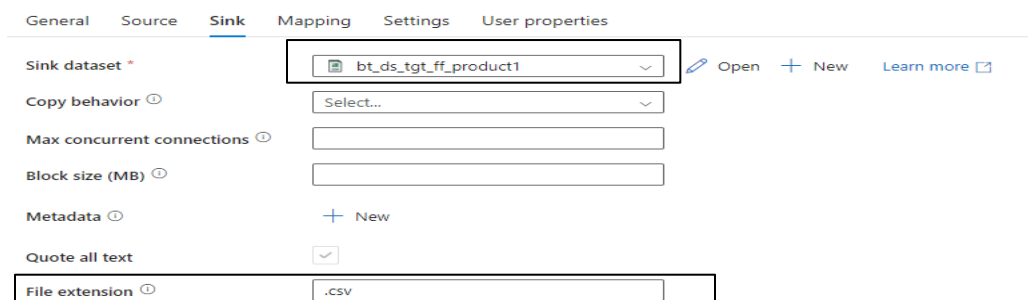 General Source Sink Mapping Settings User properties
Sink dataset * bt_ds_tgt_ff_product1 Open + New Learn more
Copy behavior Select...
Max concurrent connections
Block size (MB)
Metadata + New
Quote all text
File extension .csv